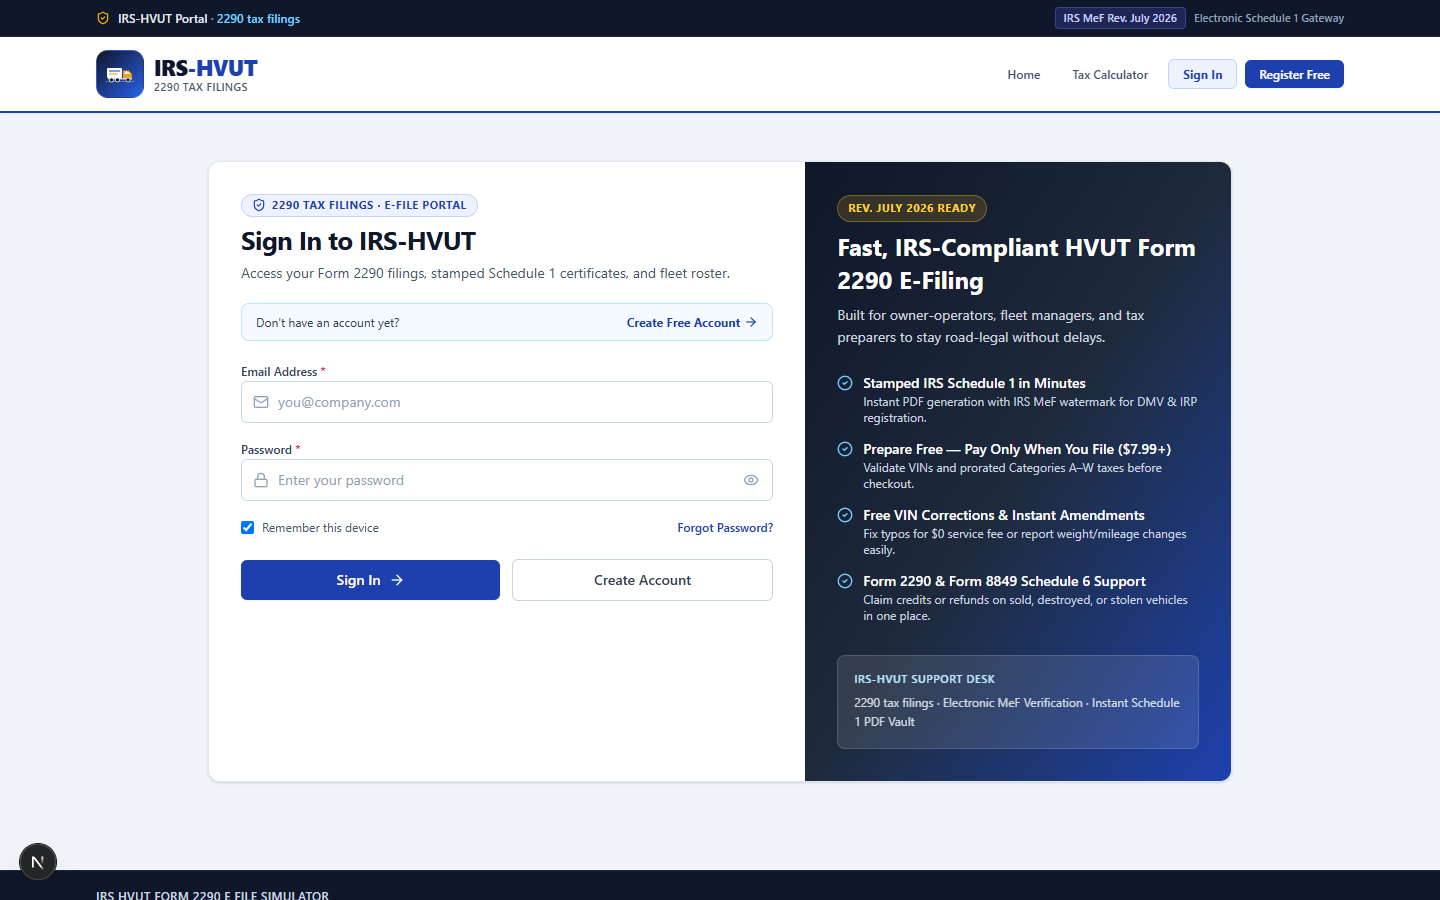 IRS-HVUT Portal · 2290 tax filings
IRS MeF Rev. July 2026
Electronic Schedule 1 Gateway
IRS-HVUT
2290 TAX FILINGS
Home
Tax Calculator
Sign In
Register Free
2290 TAX FILINGS · E-FILE PORTAL
Sign In to IRS-HVUT
Access your Form 2290 filings, stamped Schedule 1 certificates, and fleet roster.
Don't have an account yet?
Create Free Account
Email Address *
you@company.com
Password *
Enter your password
Remember this device
Forgot Password?
Sign In
Create Account
REV. JULY 2026 READY
Fast, IRS-Compliant HVUT Form
2290 E-Filing
Built for owner-operators, fleet managers, and tax
preparers to stay road-legal without delays.
Stamped IRS Schedule 1 in Minutes
Instant PDF generation with IRS MeF watermark for DMV & IRP
registration.
Prepare Free — Pay Only When You File ($7.99+)
Validate VINs and prorated Categories A–W taxes before
checkout.
Free VIN Corrections & Instant Amendments
Fix typos for $0 service fee or report weight/mileage changes
easily.
Form 2290 & Form 8849 Schedule 6 Support
Claim credits or refunds on sold, destroyed, or stolen vehicles
in one place.
IRS-HVUT SUPPORT DESK
2290 tax filings · Electronic MeF Verification · Instant Schedule
1 PDF Vault
N
IRS HVUT FORM 2290 E FILE SIMULATOR